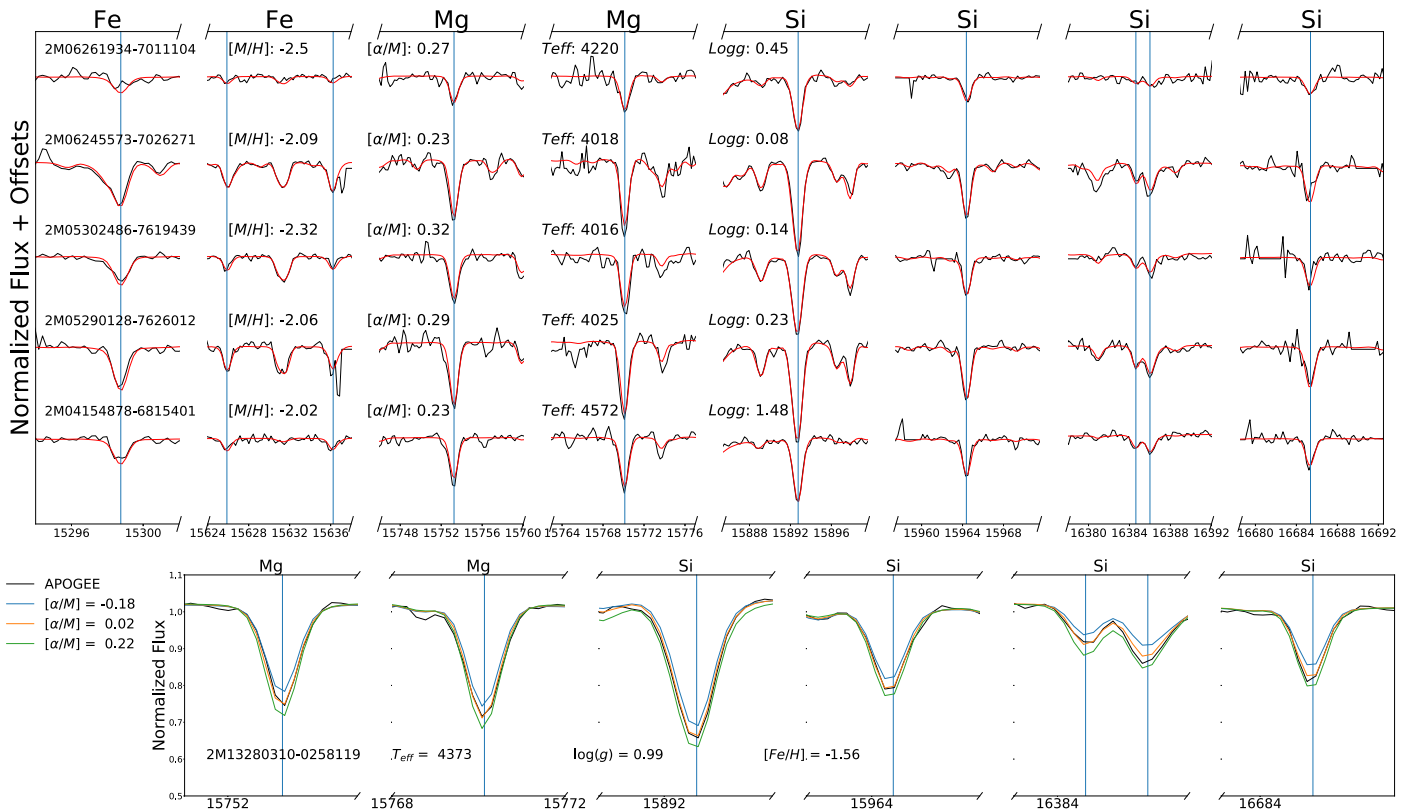 Fe Fe Mg Mg Si Si Si Si
Normalized Flux + Offsets
2M06261934-7011104 [M/H]: -2.5 [α/M]: 0.27 Teff: 4220 Logg: 0.45
2M06245573-7026271 [M/H]: -2.09 [α/M]: 0.23 Teff: 4018 Logg: 0.08
2M05302486-7619439 [M/H]: -2.32 [α/M]: 0.32 Teff: 4016 Logg: 0.14
2M05290128-7626012 [M/H]: -2.06 [α/M]: 0.29 Teff: 4025 Logg: 0.23
2M04154878-6815401 [M/H]: -2.02 [α/M]: 0.23 Teff: 4572 Logg: 1.48
15296 15300 15624 15628 15632 15636 15748 15752 15756 15760 15764 15768 15772 15776 15888 15892 15896 15960 15964 15968 16380 16384 16388 16392 16680 16684 16688 16692
Mg Mg Si Si Si Si
APOGEE
[α/M] = -0.18
[α/M] = 0.02
[α/M] = 0.22
Normalized Flux
1.1
1.0
0.9
0.8
0.7
0.6
0.5
2M13280310-0258119 Teff = 4373 log(g) = 0.99 [Fe/H] = -1.56
15752 15768 15772 15892 15964 16384 16684